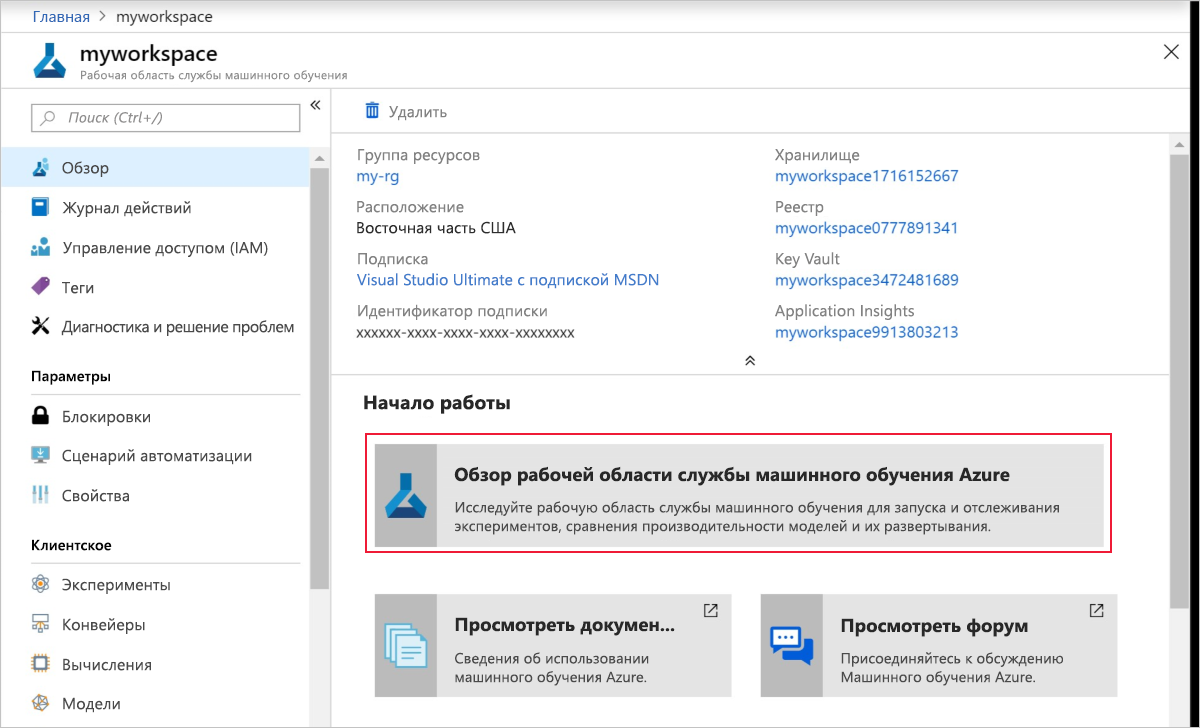 Главная > myworkspace
myworkspace
Рабочая область службы машинного обучения
Поиск (Ctrl+/)
Обзор
Журнал действий
Управление доступом (IAM)
Теги
Диагностика и решение проблем
Параметры
Блокировки
Сценарий автоматизации
Свойства
Клиентское
Эксперименты
Конвейеры
Вычисления
Модели
Удалить
Группа ресурсов
my-rg
Расположение
Восточная часть США
Подписка
Visual Studio Ultimate с подпиской MSDN
Идентификатор подписки
xxxxxx-xxxx-xxxx-xxxx-xxxxxxxx
Хранилище
myworkspace1716152667
Реестр
myworkspace0777891341
Key Vault
myworkspace3472481689
Application Insights
myworkspace9913803213
Начало работы
Обзор рабочей области службы машинного обучения Azure
Исследуйте рабочую область службы машинного обучения для запуска и отслеживания
экспериментов, сравнения производительности моделей и их развертывания.
Просмотреть докумен...
Сведения об использовании
машинного обучения Azure.
Просмотреть форум
Присоединяйтесь к обсуждению
Машинного обучения Azure.